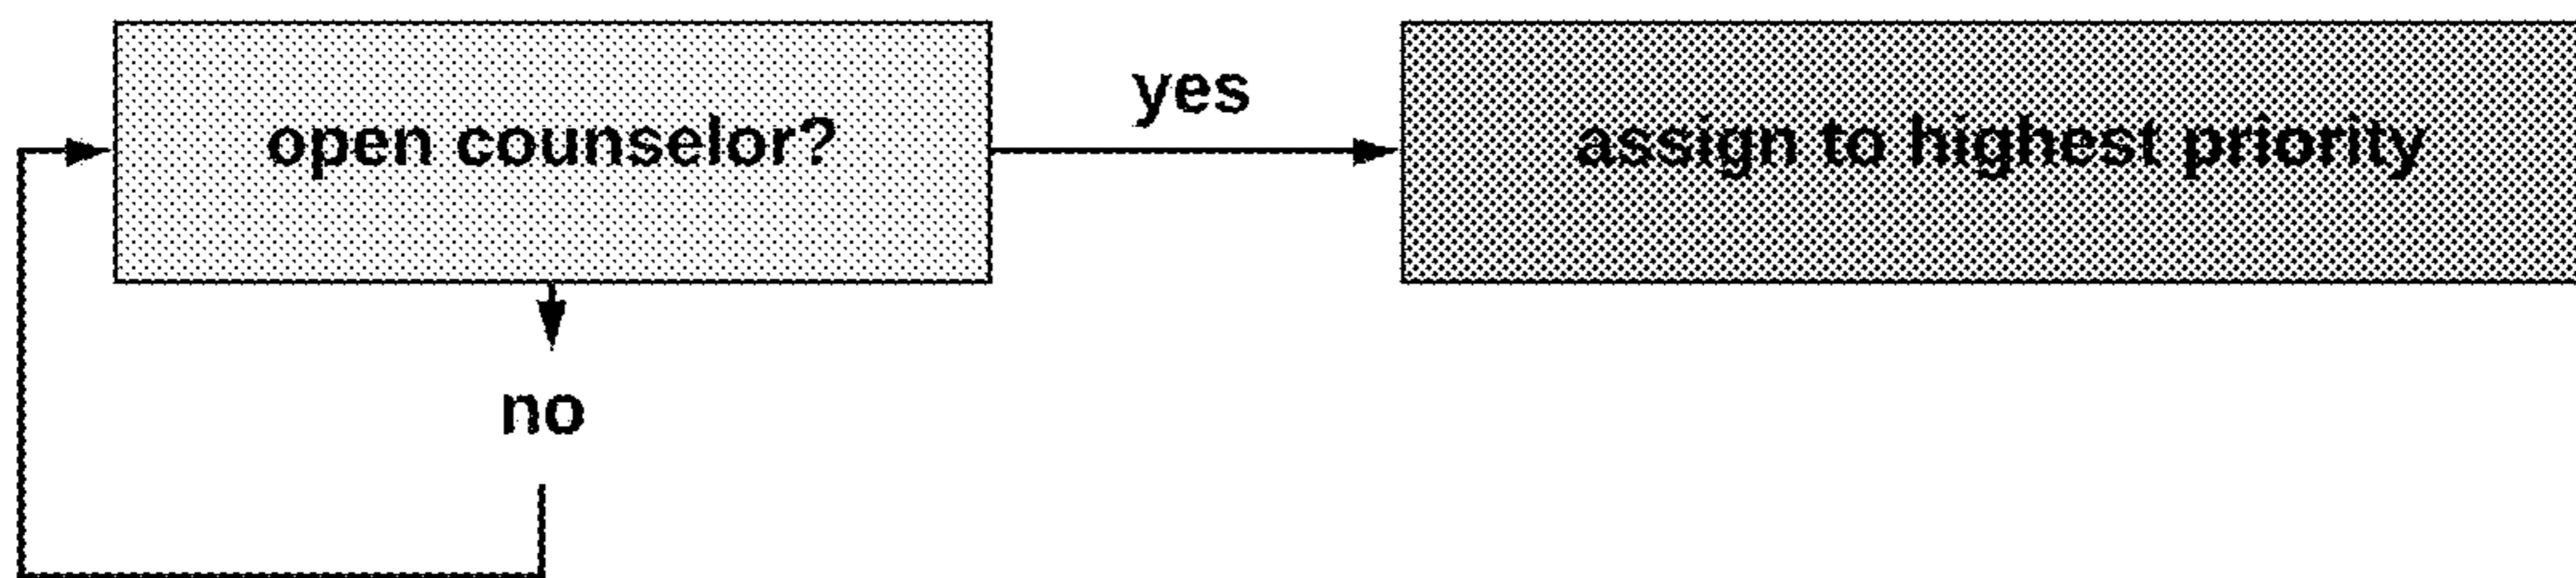 open counselor?
yes
assign to highest priority
no